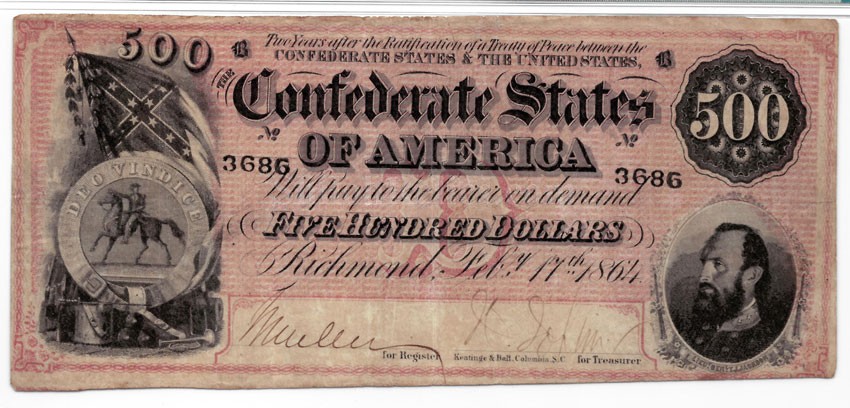 500 B Two Years after the Ratification of a Treaty of Peace between the
CONFEDERATE STATES & THE UNITED STATES, B
THE Confederate States
500
No OF AMERICA No
3686 3686
DEO VINDICE
Will pay to the bearer on demand
FIVE HUNDRED DOLLARS
Richmond, Feby 17th 1864
for Register Keatinge & Ball, Columbia, S.C. for Treasurer